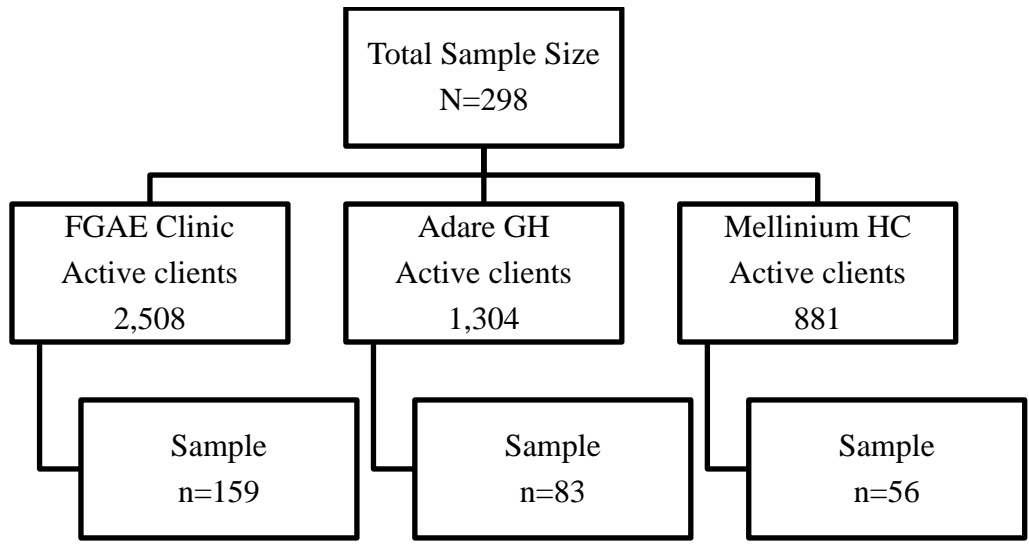 Total Sample Size
N=298
FGAE Clinic
Active clients
2,508
Adare GH
Active clients
1,304
Mellinium HC
Active clients
881
Sample
n=159
Sample
n=83
Sample
n=56